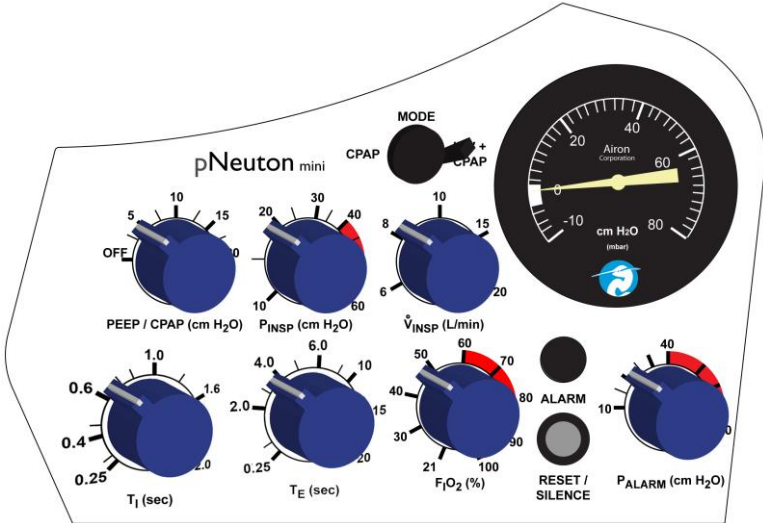 MODE
pNeuton mini
CPAP
+
CPAP
Airon
Corporation
-10
0
20
40
60
80
cm H2O
(mbar)
OFF
5
10
15
PEEP / CPAP (cm H2O)
10
20
30
40
60
PINSP (cm H2O)
6
8
10
15
20
V̊INSP (L/min)
0.25
0.4
0.6
1.0
1.6
2.0
TI (sec)
0.25
2.0
4.0
6.0
10
15
20
TE (sec)
21
30
40
50
60
70
80
90
100
FIO2 (%)
ALARM
RESET /
SILENCE
10
40
PALARM (cm H2O)